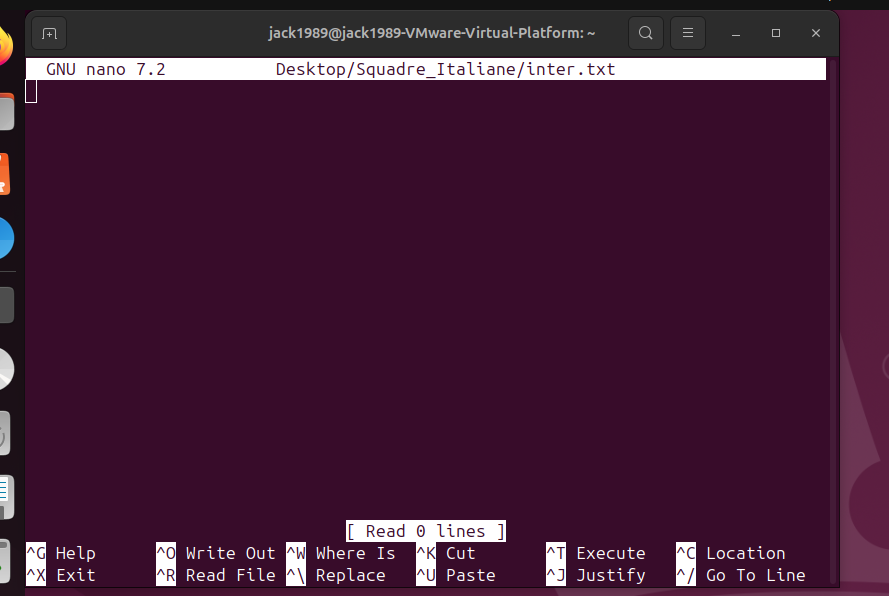 jack1989@jack1989-VMware-Virtual-Platform: ~
GNU nano 7.2 Desktop/Squadre_Italiane/inter.txt
[ Read 0 lines ]
^G Help ^O Write Out ^W Where Is ^K Cut ^T Execute ^C Location
^X Exit ^R Read File ^\ Replace ^U Paste ^J Justify ^/ Go To Line